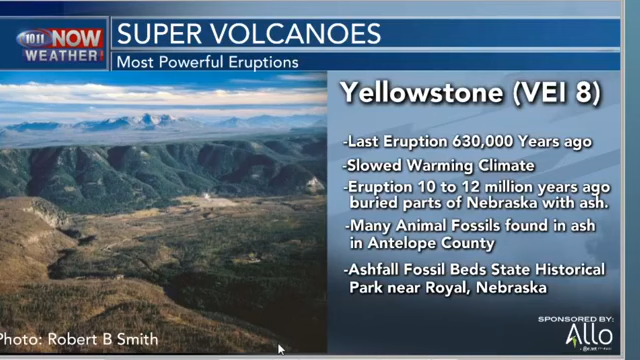 1011 NOW
WEATHER
SUPER VOLCANOES
Most Powerful Eruptions
Yellowstone (VEI 8)
-Last Eruption 630,000 Years ago
-Slowed Warming Climate
-Eruption 10 to 12 million years ago
buried parts of Nebraska with ash.
-Many Animal Fossils found in ash
in Antelope County
-Ashfall Fossil Beds State Historical
Park near Royal, Nebraska
Photo: Robert B Smith
SPONSORED BY:
Allo